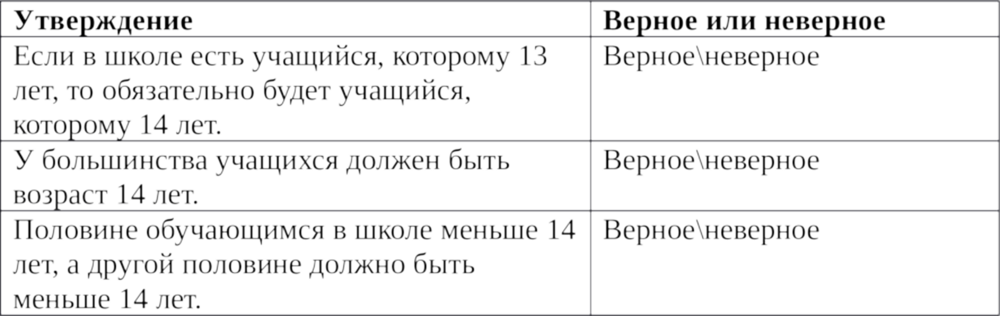 Утверждение
Верное или неверное
Если в школе есть учащийся, которому 13
лет, то обязательно будет учащийся,
которому 14 лет.
Верное\неверное
У большинства учащихся должен быть
возраст 14 лет.
Верное\неверное
Половине обучающимся в школе меньше 14
лет, а другой половине должно быть
меньше 14 лет.
Верное\неверное